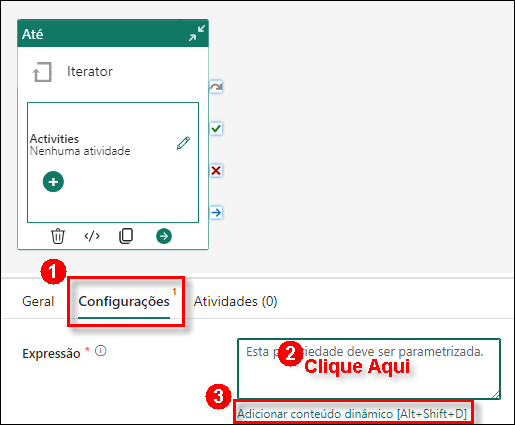 Até
Iterator
Activities
Nenhuma atividade
</>
1
Geral
Configurações 1
Atividades (0)
Expressão * 
Esta pr iedade deve ser parametrizada.
2 Clique Aqui
3
Adicionar conteúdo dinâmico [Alt+Shift+D]